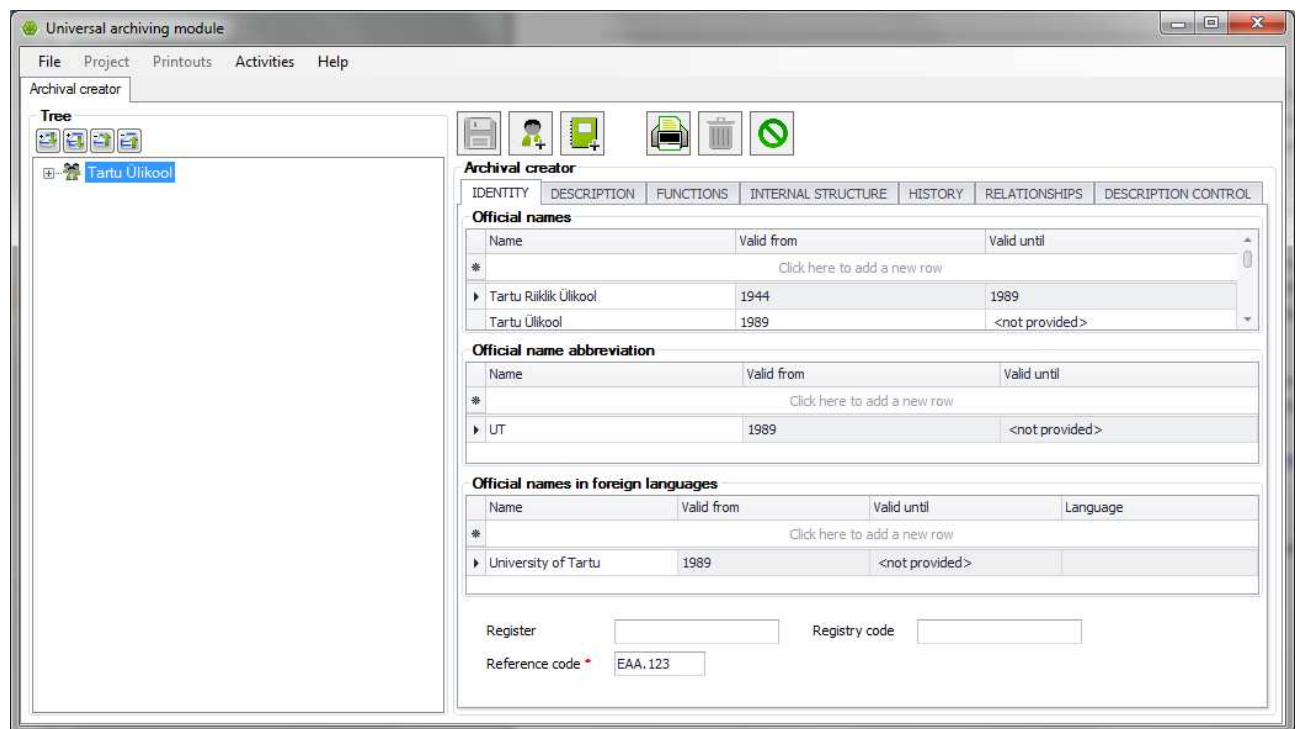 Universal archiving module
File Project Printouts Activities Help
Archival creator
Tree
Tartu Ülikool
Archival creator
IDENTITY DESCRIPTION FUNCTIONS INTERNAL STRUCTURE HISTORY RELATIONSHIPS DESCRIPTION CONTROL
Official names
Name Valid from Valid until
Click here to add a new row
Tartu Riiklik Ülikool 1944 1989
Tartu Ülikool 1989 <not provided>
Official name abbreviation
Name Valid from Valid until
Click here to add a new row
UT 1989 <not provided>
Official names in foreign languages
Name Valid from Valid until Language
Click here to add a new row
University of Tartu 1989 <not provided>
Register Registry code
Reference code * EAA.123